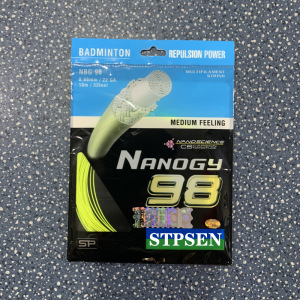 BADMINTON
REPULSION POWER
NBG 98
0.66mm / 22 GA
10m / 33feet
MULTIFILAMENT
STRING
MEDIUM FEELING
NANOSCIENCE
NANOGY
98
STPSEN
SP